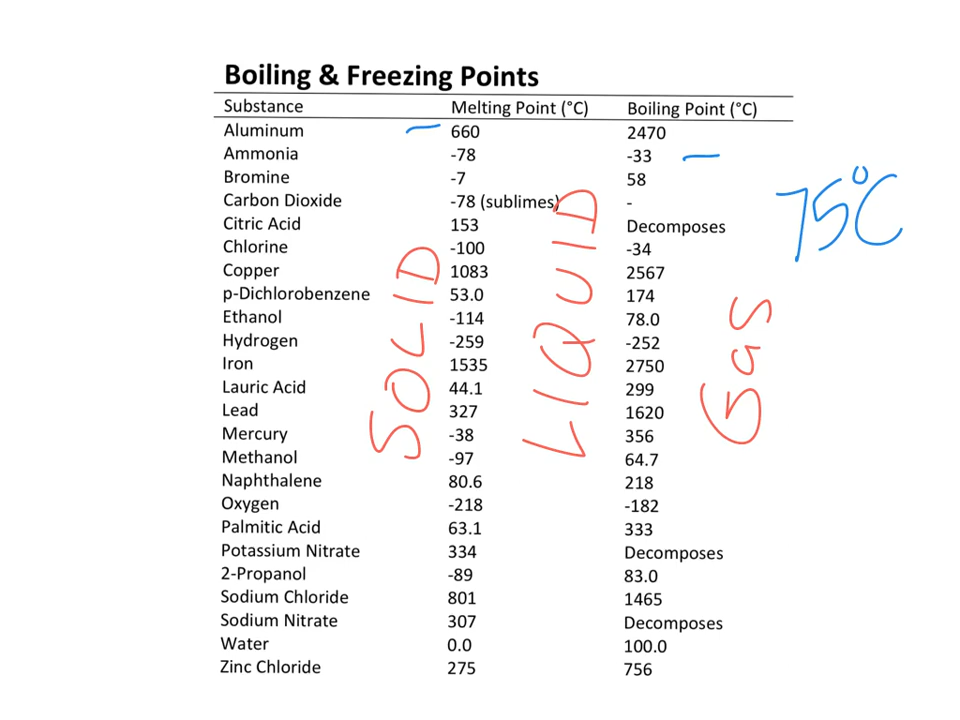 Boiling & Freezing Points
Substance Melting Point (°C) Boiling Point (°C)
Aluminum 660 2470
Ammonia -78 -33
Bromine -7 58
Carbon Dioxide -78 (sublimes) -
Citric Acid 153 Decomposes
Chlorine -100 -34
Copper 1083 2567
p-Dichlorobenzene 53.0 174
Ethanol -114 78.0
Hydrogen -259 -252
Iron 1535 2750
Lauric Acid 44.1 299
Lead 327 1620
Mercury -38 356
Methanol -97 64.7
Naphthalene 80.6 218
Oxygen -218 -182
Palmitic Acid 63.1 333
Potassium Nitrate 334 Decomposes
2-Propanol -89 83.0
Sodium Chloride 801 1465
Sodium Nitrate 307 Decomposes
Water 0.0 100.0
Zinc Chloride 275 756
SOLID
LIQUID
Gas
75°C